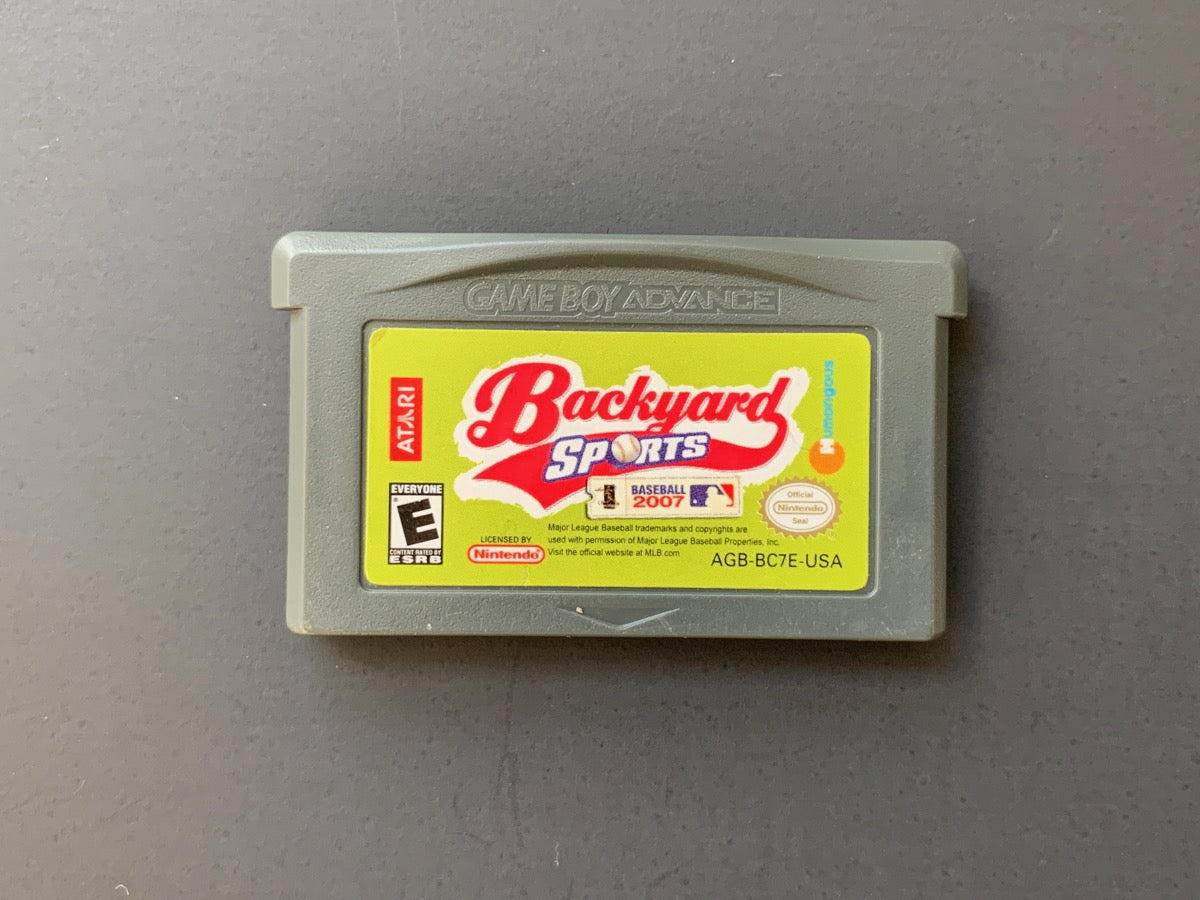 GAME BOY ADVANCE
ATARI
Backyard
SPORTS
BASEBALL
2007
Humongous
EVERYONE
E
CONTENT RATED BY
ESRB
LICENSED BY
Nintendo
Major League Baseball trademarks and copyrights are
used with permission of Major League Baseball Properties, Inc.
Visit the official website at MLB.com
Official
Nintendo
Seal
AGB-BC7E-USA